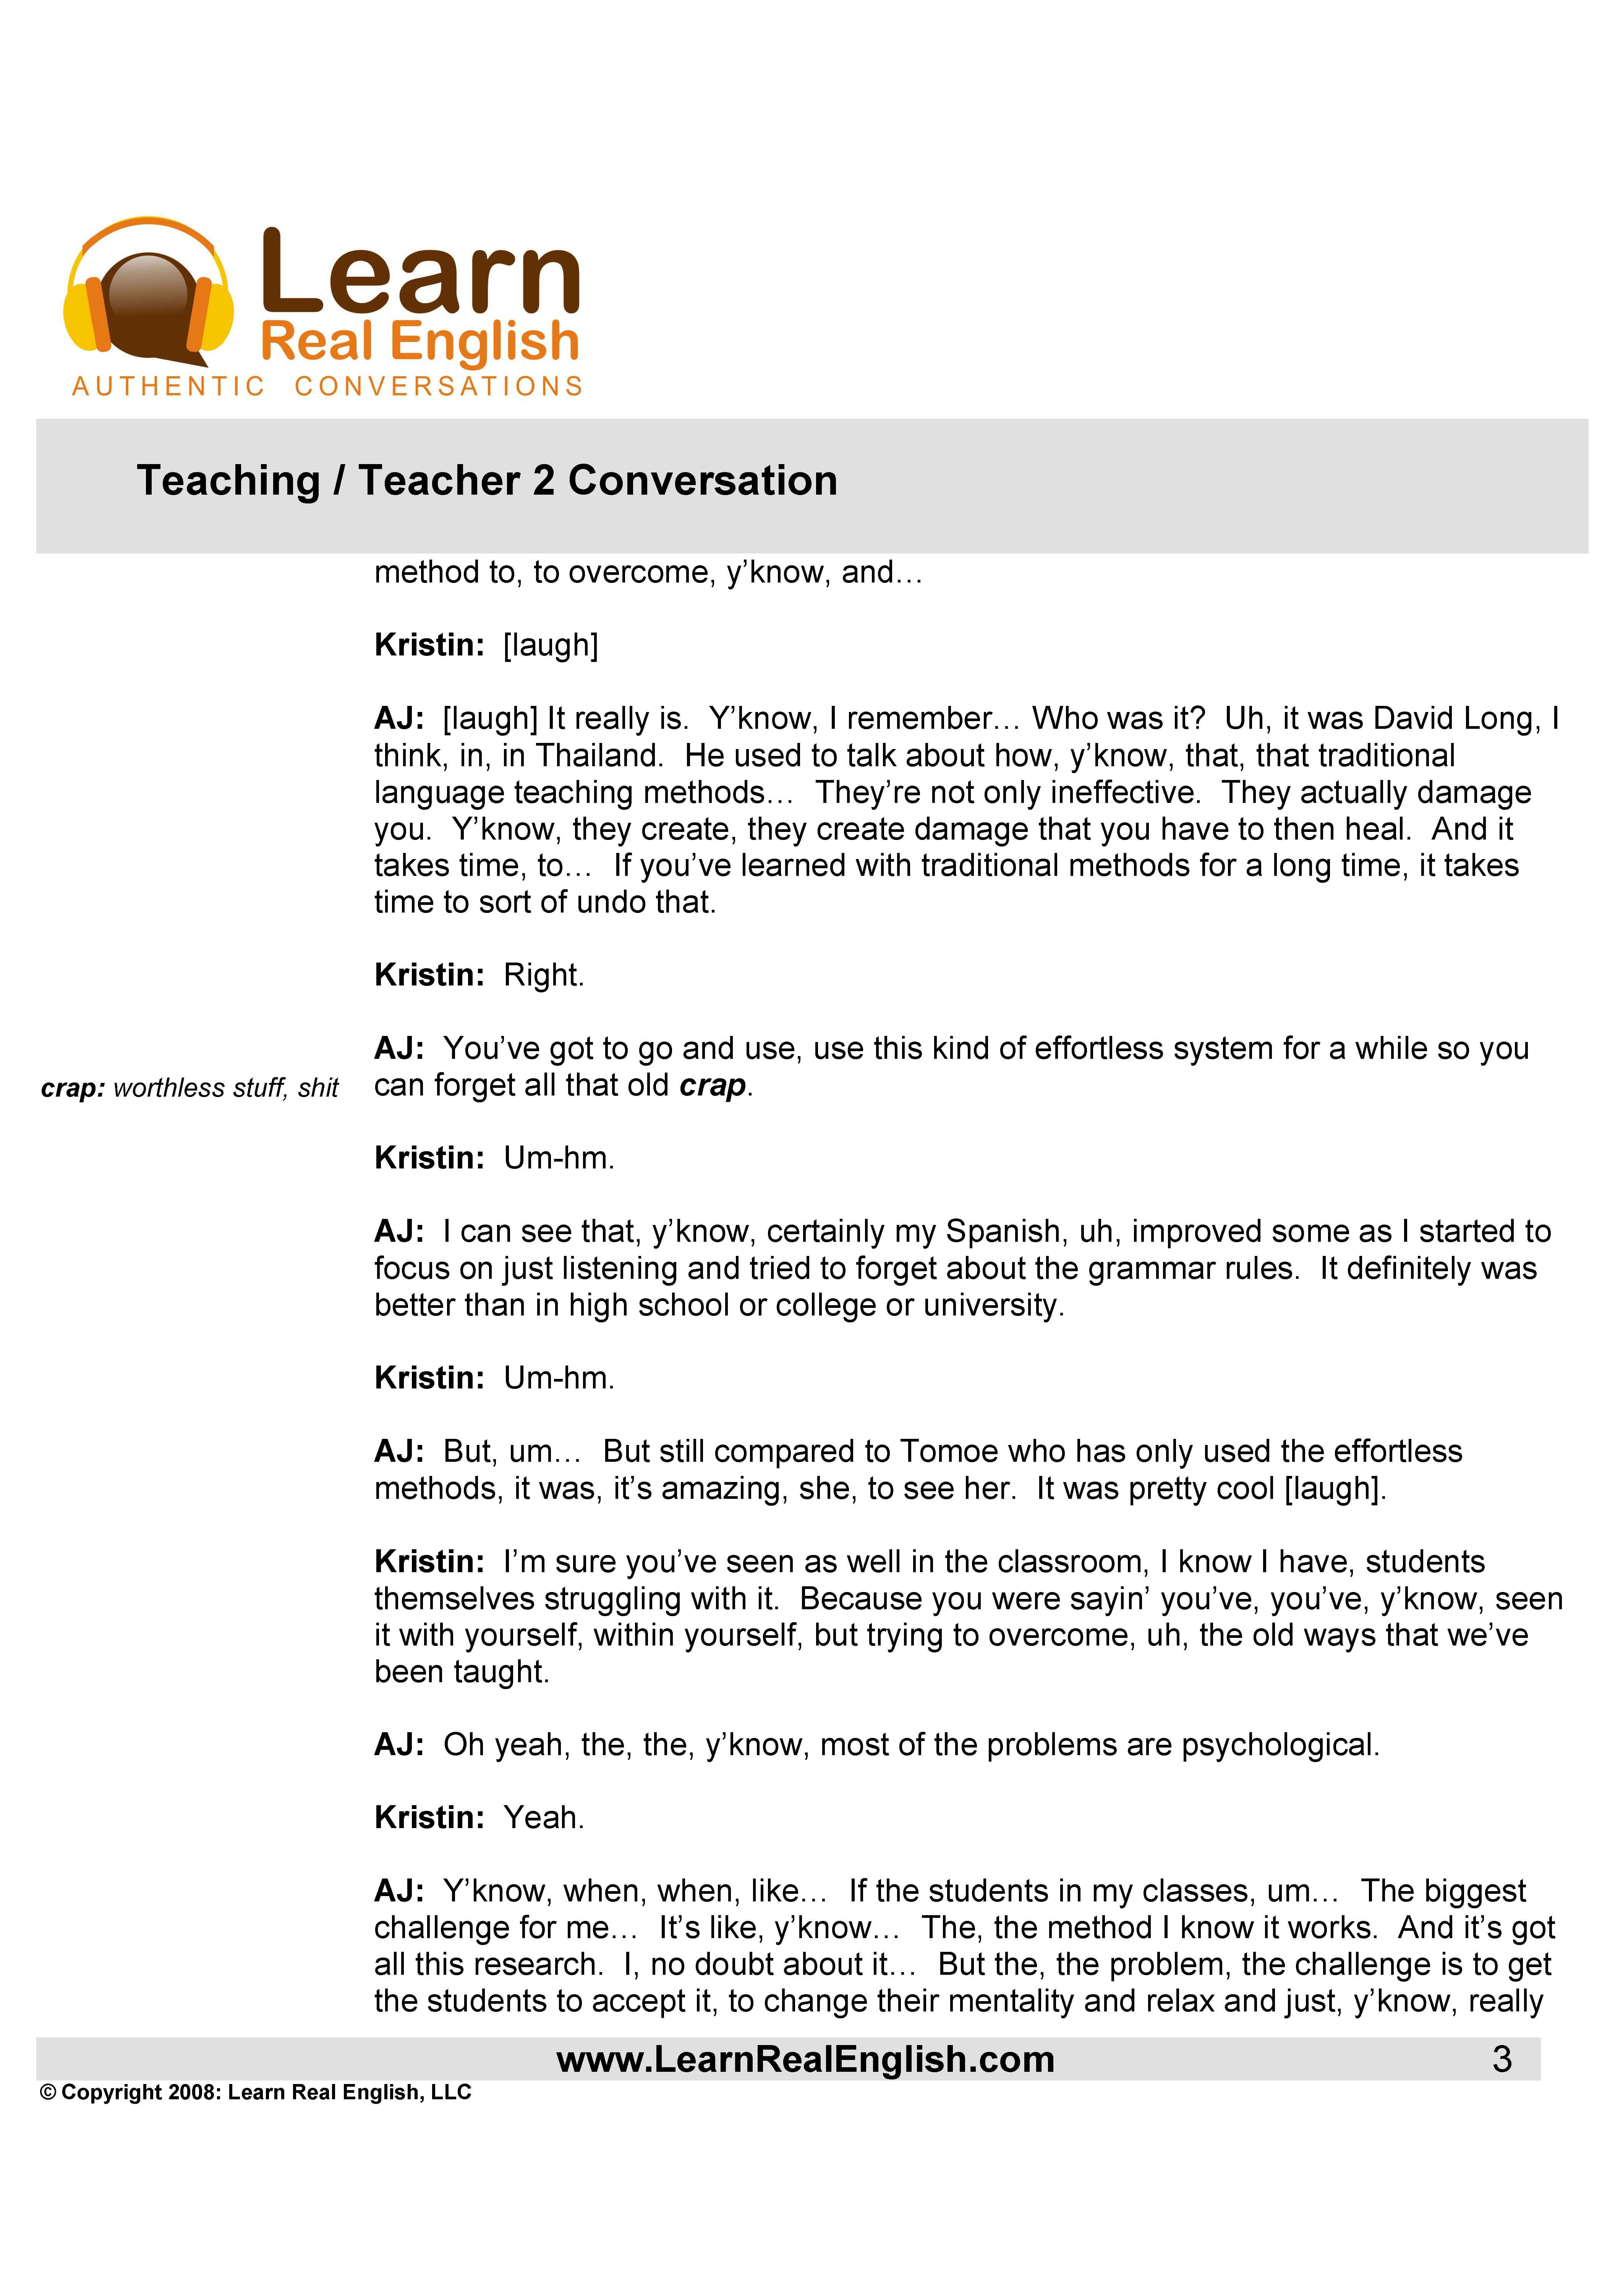 Learn
Real English
AUTHENTIC CONVERSATIONS
Teaching / Teacher 2 Conversation
method to, to overcome, y’know, and…
Kristin: [laugh]
AJ: [laugh] It really is. Y’know, I remember… Who was it? Uh, it was David Long, I
think, in, in Thailand. He used to talk about how, y’know, that, that traditional
language teaching methods… They’re not only ineffective. They actually damage
you. Y’know, they create, they create damage that you have to then heal. And it
takes time, to… If you’ve learned with traditional methods for a long time, it takes
time to sort of undo that.
Kristin: Right.
AJ: You’ve got to go and use, use this kind of effortless system for a while so you
can forget all that old crap.
crap: worthless stuff, shit
Kristin: Um-hm.
AJ: I can see that, y’know, certainly my Spanish, uh, improved some as I started to
focus on just listening and tried to forget about the grammar rules. It definitely was
better than in high school or college or university.
Kristin: Um-hm.
AJ: But, um… But still compared to Tomoe who has only used the effortless
methods, it was, it’s amazing, she, to see her. It was pretty cool [laugh].
Kristin: I’m sure you’ve seen as well in the classroom, I know I have, students
themselves struggling with it. Because you were sayin’ you’ve, you’ve, y’know, seen
it with yourself, within yourself, but trying to overcome, uh, the old ways that we’ve
been taught.
AJ: Oh yeah, the, the, y’know, most of the problems are psychological.
Kristin: Yeah.
AJ: Y’know, when, when, like… If the students in my classes, um… The biggest
challenge for me… It’s like, y’know… The, the method I know it works. And it’s got
all this research. I, no doubt about it… But the, the problem, the challenge is to get
the students to accept it, to change their mentality and relax and just, y’know, really
www.LearnRealEnglish.com 3
© Copyright 2008: Learn Real English, LLC